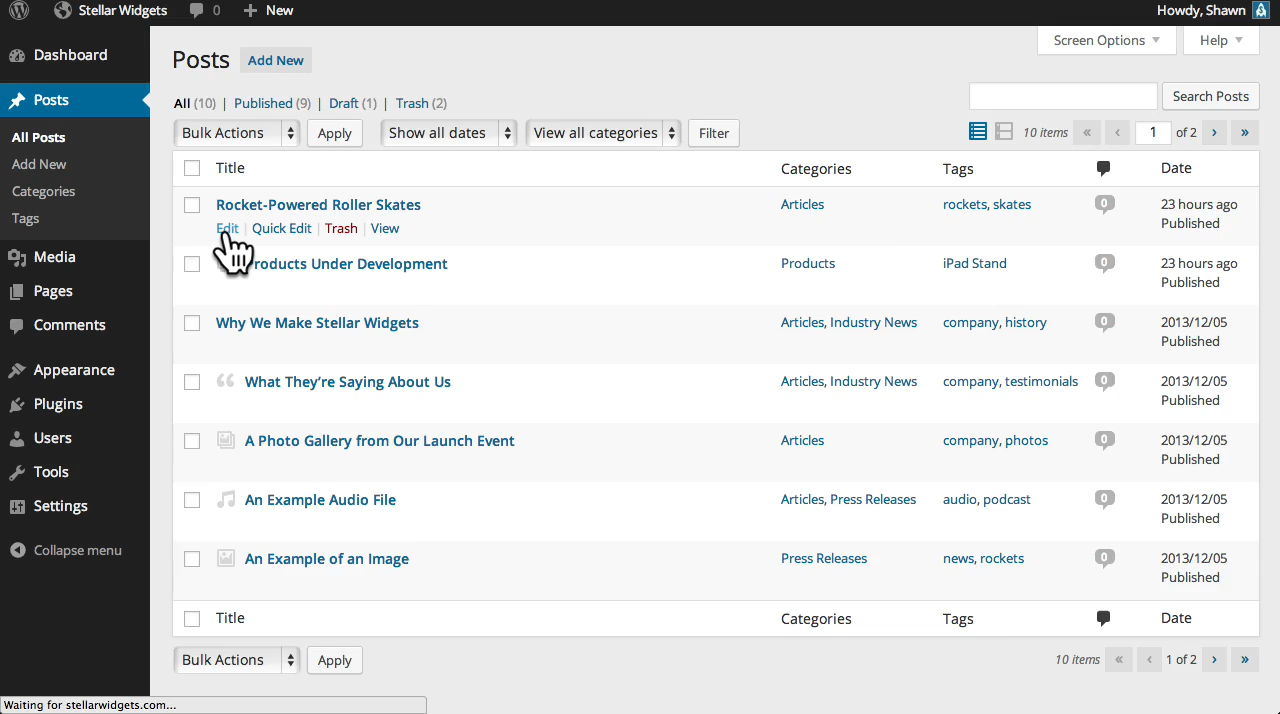 Stellar Widgets 0 New Howdy, Shawn
Screen Options Help
Dashboard
Posts
All Posts
Add New
Categories
Tags
Media
Pages
Comments
Appearance
Plugins
Users
Tools
Settings
Collapse menu
Posts Add New
All (10) | Published (9) | Draft (1) | Trash (2)
Search Posts
Bulk Actions Apply Show all dates View all categories Filter 10 items « ‹ 1 of 2 › »
Title Categories Tags Date
Rocket-Powered Roller Skates Articles rockets, skates 0 23 hours ago
Published
Edit | Quick Edit | Trash | View
Products Under Development Products iPad Stand 0 23 hours ago
Published
Why We Make Stellar Widgets Articles, Industry News company, history 0 2013/12/05
Published
What They’re Saying About Us Articles, Industry News company, testimonials 0 2013/12/05
Published
A Photo Gallery from Our Launch Event Articles company, photos 0 2013/12/05
Published
An Example Audio File Articles, Press Releases audio, podcast 0 2013/12/05
Published
An Example of an Image Press Releases news, rockets 0 2013/12/05
Published
Title Categories Tags Date
Bulk Actions Apply 10 items « ‹ 1 of 2 › »
Waiting for stellarwidgets.com...